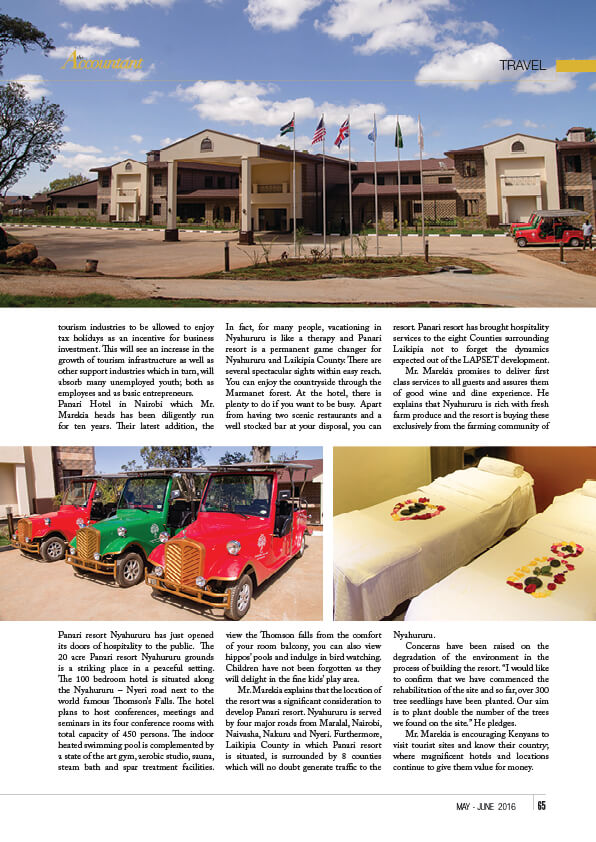 the
Accountant
TRAVEL
tourism industries to be allowed to enjoy
tax holidays as an incentive for business
investment. This will see an increase in the
growth of tourism infrastructure as well as
other support industries which in turn, will
absorb many unemployed youth; both as
employees and as basic entrepreneurs.
Panari Hotel in Nairobi which Mr.
Marekia heads has been diligently run
for ten years. Their latest addition, the
Panari resort Nyahururu has just opened
its doors of hospitality to the public. The
20 acre Panari resort Nyahururu grounds
is a striking place in a peaceful setting.
The 100 bedroom hotel is situated along
the Nyahururu – Nyeri road next to the
world famous Thomson's Falls. The hotel
plans to host conferences, meetings and
seminars in its four conference rooms with
total capacity of 450 persons. The indoor
heated swimming pool is complemented by
a state of the art gym, aerobic studio, sauna,
steam bath and spar treatment facilities.
In fact, for many people, vacationing in
Nyahururu is like a therapy and Panari
resort is a permanent game changer for
Nyahururu and Laikipia County. There are
several spectacular sights within easy reach.
You can enjoy the countryside through the
Marmanet forest. At the hotel, there is
plenty to do if you want to be busy. Apart
from having two scenic restaurants and a
well stocked bar at your disposal, you can
view the Thomson falls from the comfort
of your room balcony, you can also view
hippos' pools and indulge in bird watching.
Children have not been forgotten as they
will delight in the fine kids' play area.
Mr. Marekia explains that the location of
the resort was a significant consideration to
develop Panari resort. Nyahururu is served
by four major roads from Maralal, Nairobi,
Naivasha, Nakuru and Nyeri. Furthermore,
Laikipia County in which Panari resort
is situated, is surrounded by 8 counties
which will no doubt generate traffic to the
resort. Panari resort has brought hospitality
services to the eight Counties surrounding
Laikipia not to forget the dynamics
expected out of the LAPSET development.
Mr. Marekia promises to deliver first
class services to all guests and assures them
of good wine and dine experience. He
explains that Nyahururu is rich with fresh
farm produce and the resort is buying these
exclusively from the farming community of
Nyahururu.
Concerns have been raised on the
degradation of the environment in the
process of building the resort. “I would like
to confirm that we have commenced the
rehabilitation of the site and so far, over 300
tree seedlings have been planted. Our aim
is to plant double the number of the trees
we found on the site.” He pledges.
Mr. Marekia is encouraging Kenyans to
visit tourist sites and know their country;
where magnificent hotels and locations
continue to give them value for money.
MAY - JUNE 2016 65